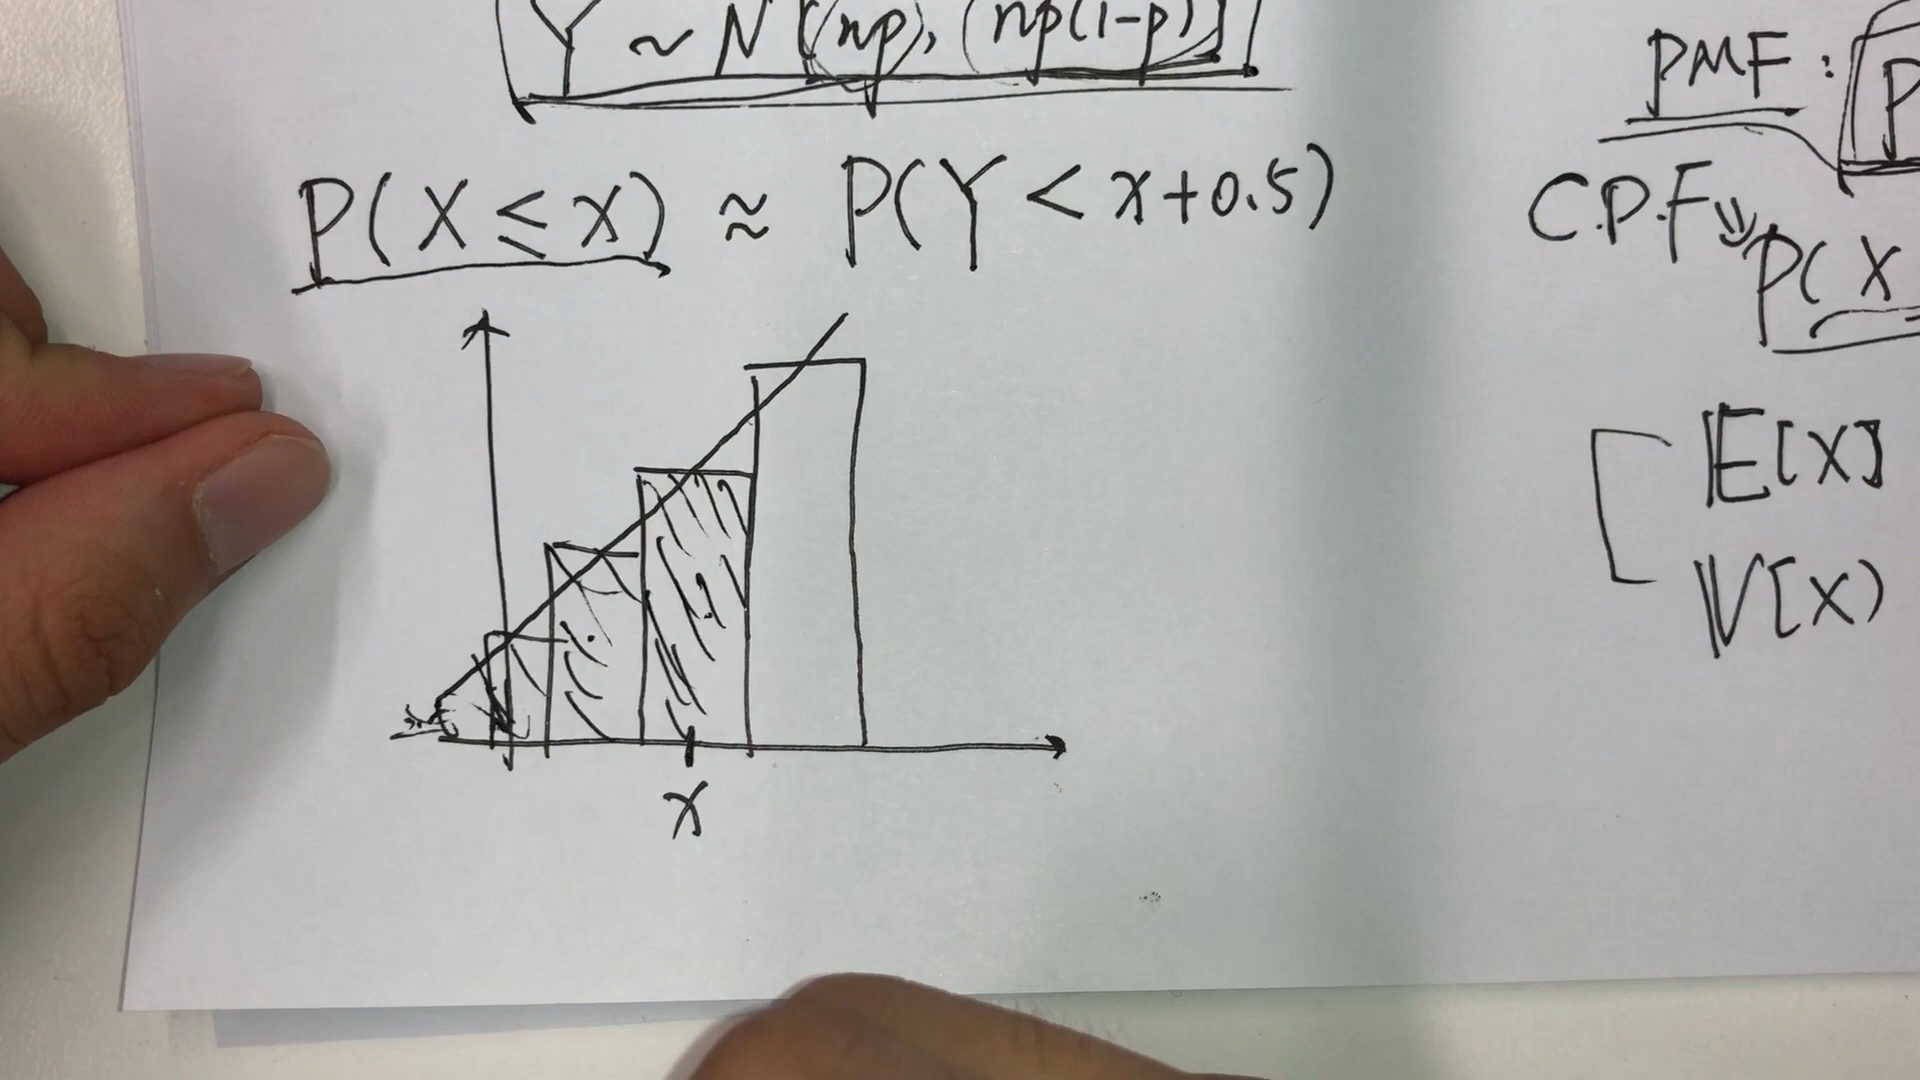 Y ~ N [(np), (np(1-p)]
P(X ≤ x) ≈ P(Y < x+0.5)
x
PMF : P
C.P.F
P(X
E[X]
V[X)